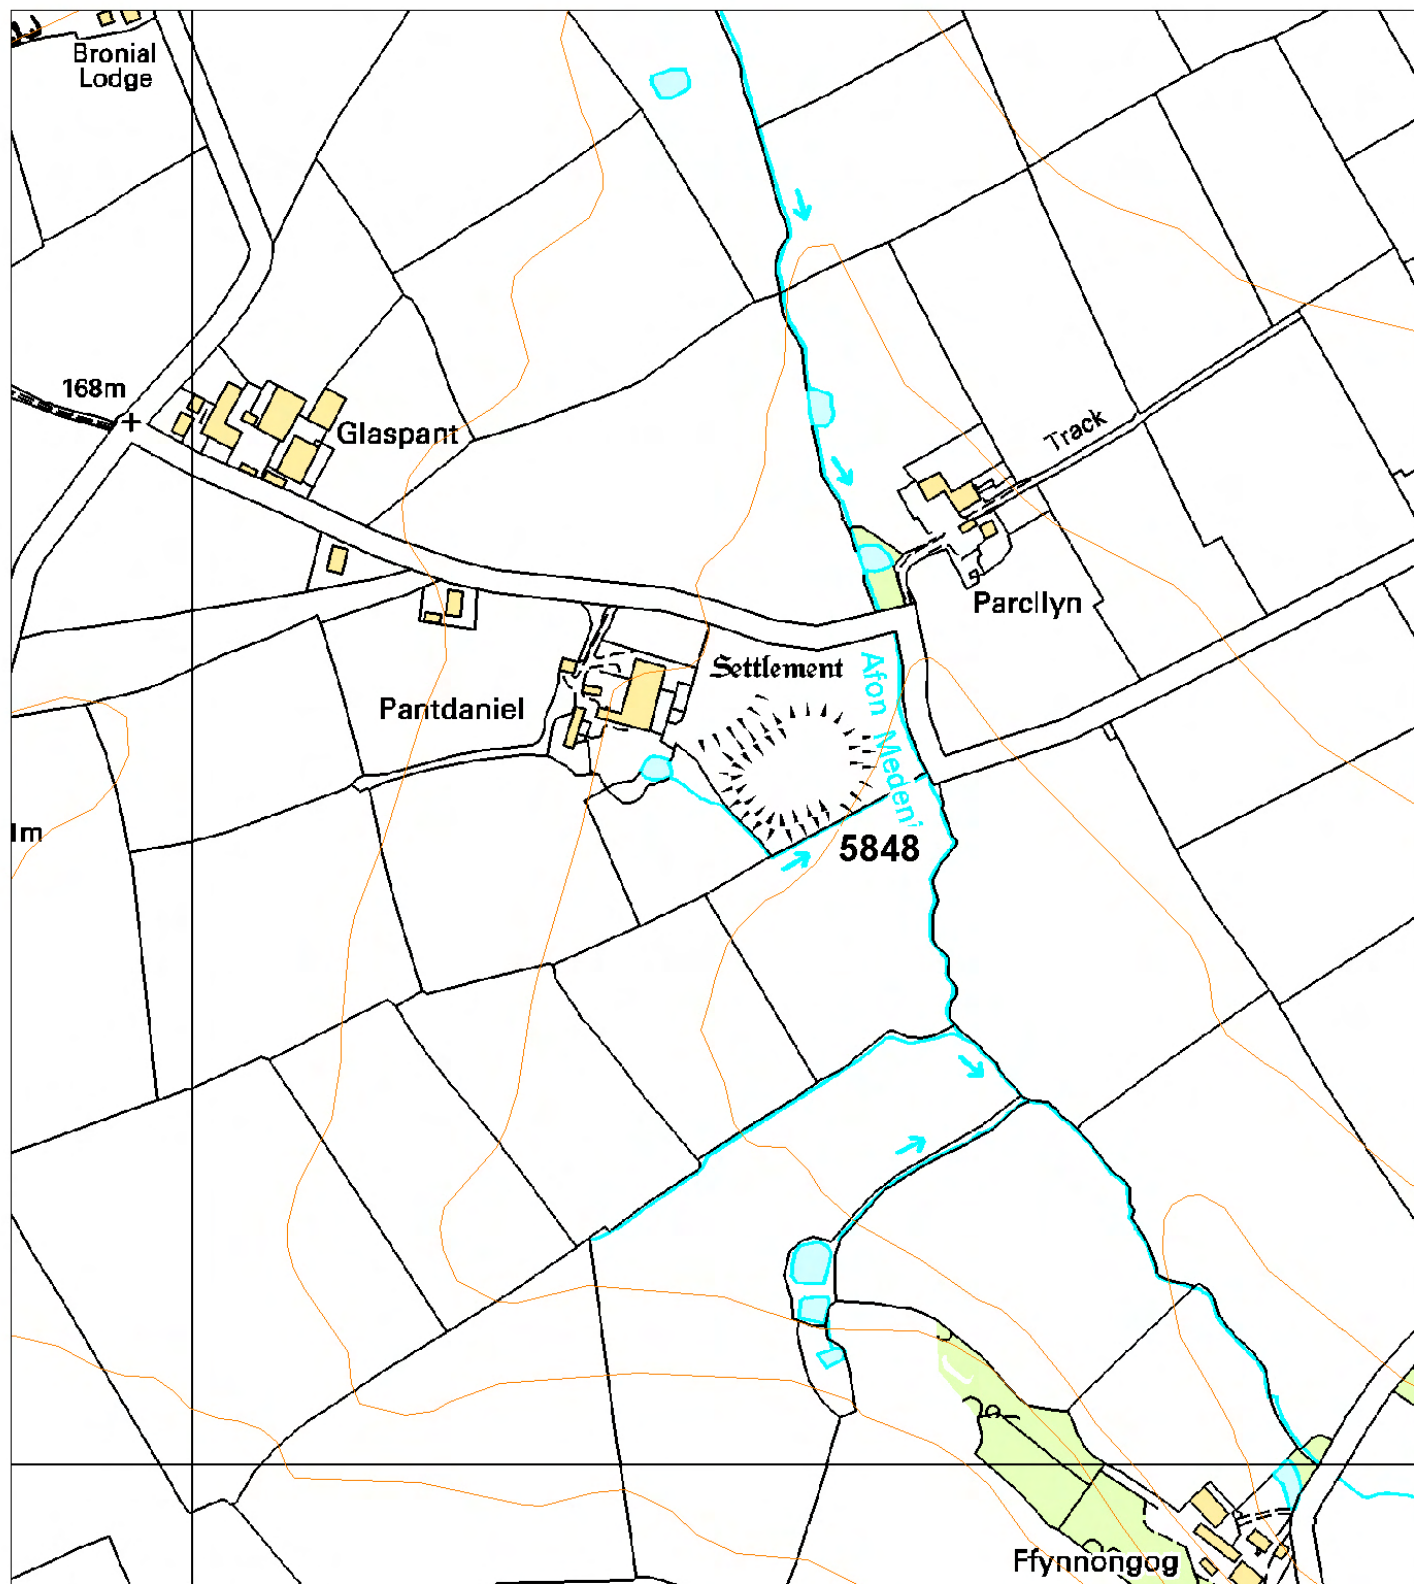 Bronial
Lodge
168m
Glaspant
Track
Parcllyn
Settlement
Pantdaniel
Afon Medeni
lm
5848
Ffynnongog